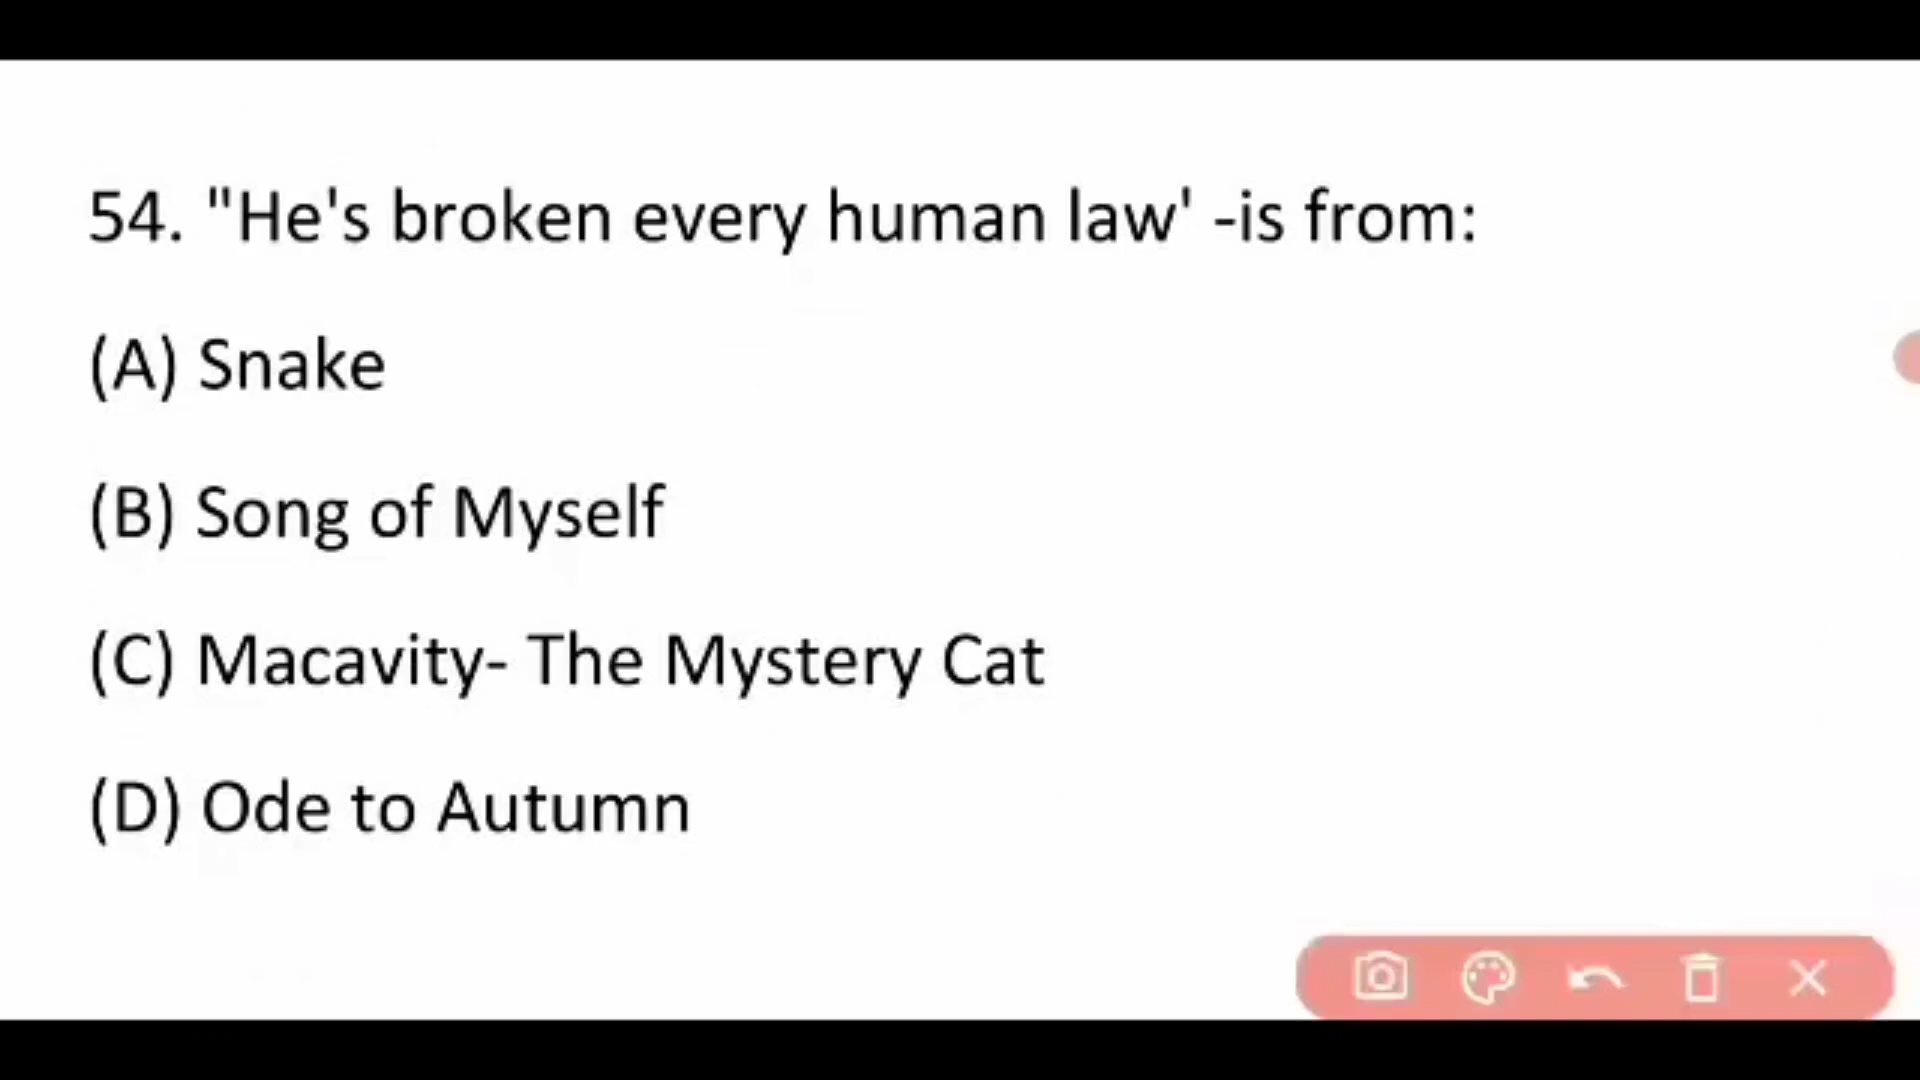 54. "He's broken every human law' -is from:
(A) Snake
(B) Song of Myself
(C) Macavity- The Mystery Cat
(D) Ode to Autumn